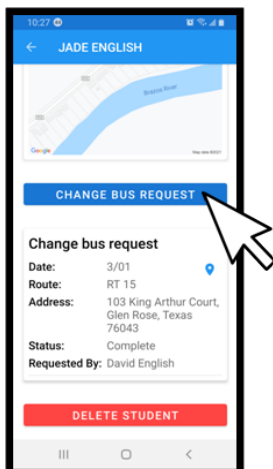 10:27
JADE ENGLISH
Brazos River
Google
Map data ©2021
CHANGE BUS REQUEST
Change bus request
Date: 3/01
Route: RT 15
Address: 103 King Arthur Court,
Glen Rose, Texas
76043
Status: Complete
Requested By: David English
DELETE STUDENT